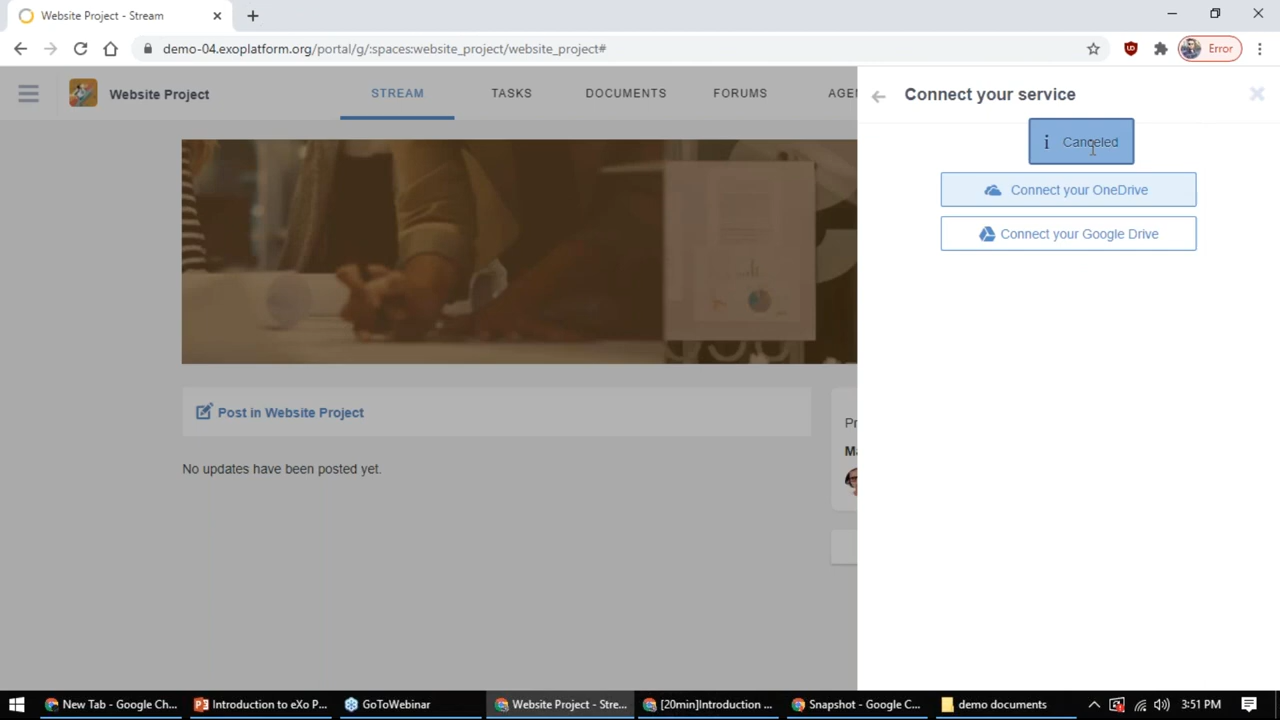 Website Project - Stream
demo-04.exoplatform.org/portal/g/:spaces:website_project/website_project#
Error
Website Project
STREAM
TASKS
DOCUMENTS
FORUMS
AGEN
Connect your service
Canceled
Connect your OneDrive
Connect your Google Drive
Post in Website Project
No updates have been posted yet.
Pr
Ma
New Tab - Google Ch...
Introduction to eXo P...
GoToWebinar
Website Project - Stre...
[20min]Introduction ...
Snapshot - Google C...
demo documents
3:51 PM